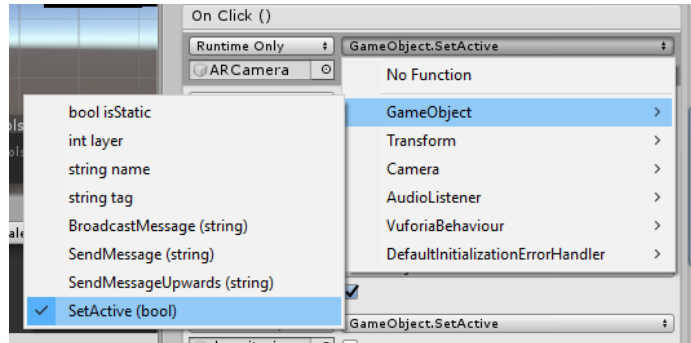 On Click ()
Runtime Only
GameObject.SetActive
ARCamera
No Function
GameObject
Transform
Camera
AudioListener
VuforiaBehaviour
DefaultInitializationErrorHandler
bool isStatic
int layer
string name
string tag
BroadcastMessage (string)
SendMessage (string)
SendMessageUpwards (string)
SetActive (bool)
GameObject.SetActive